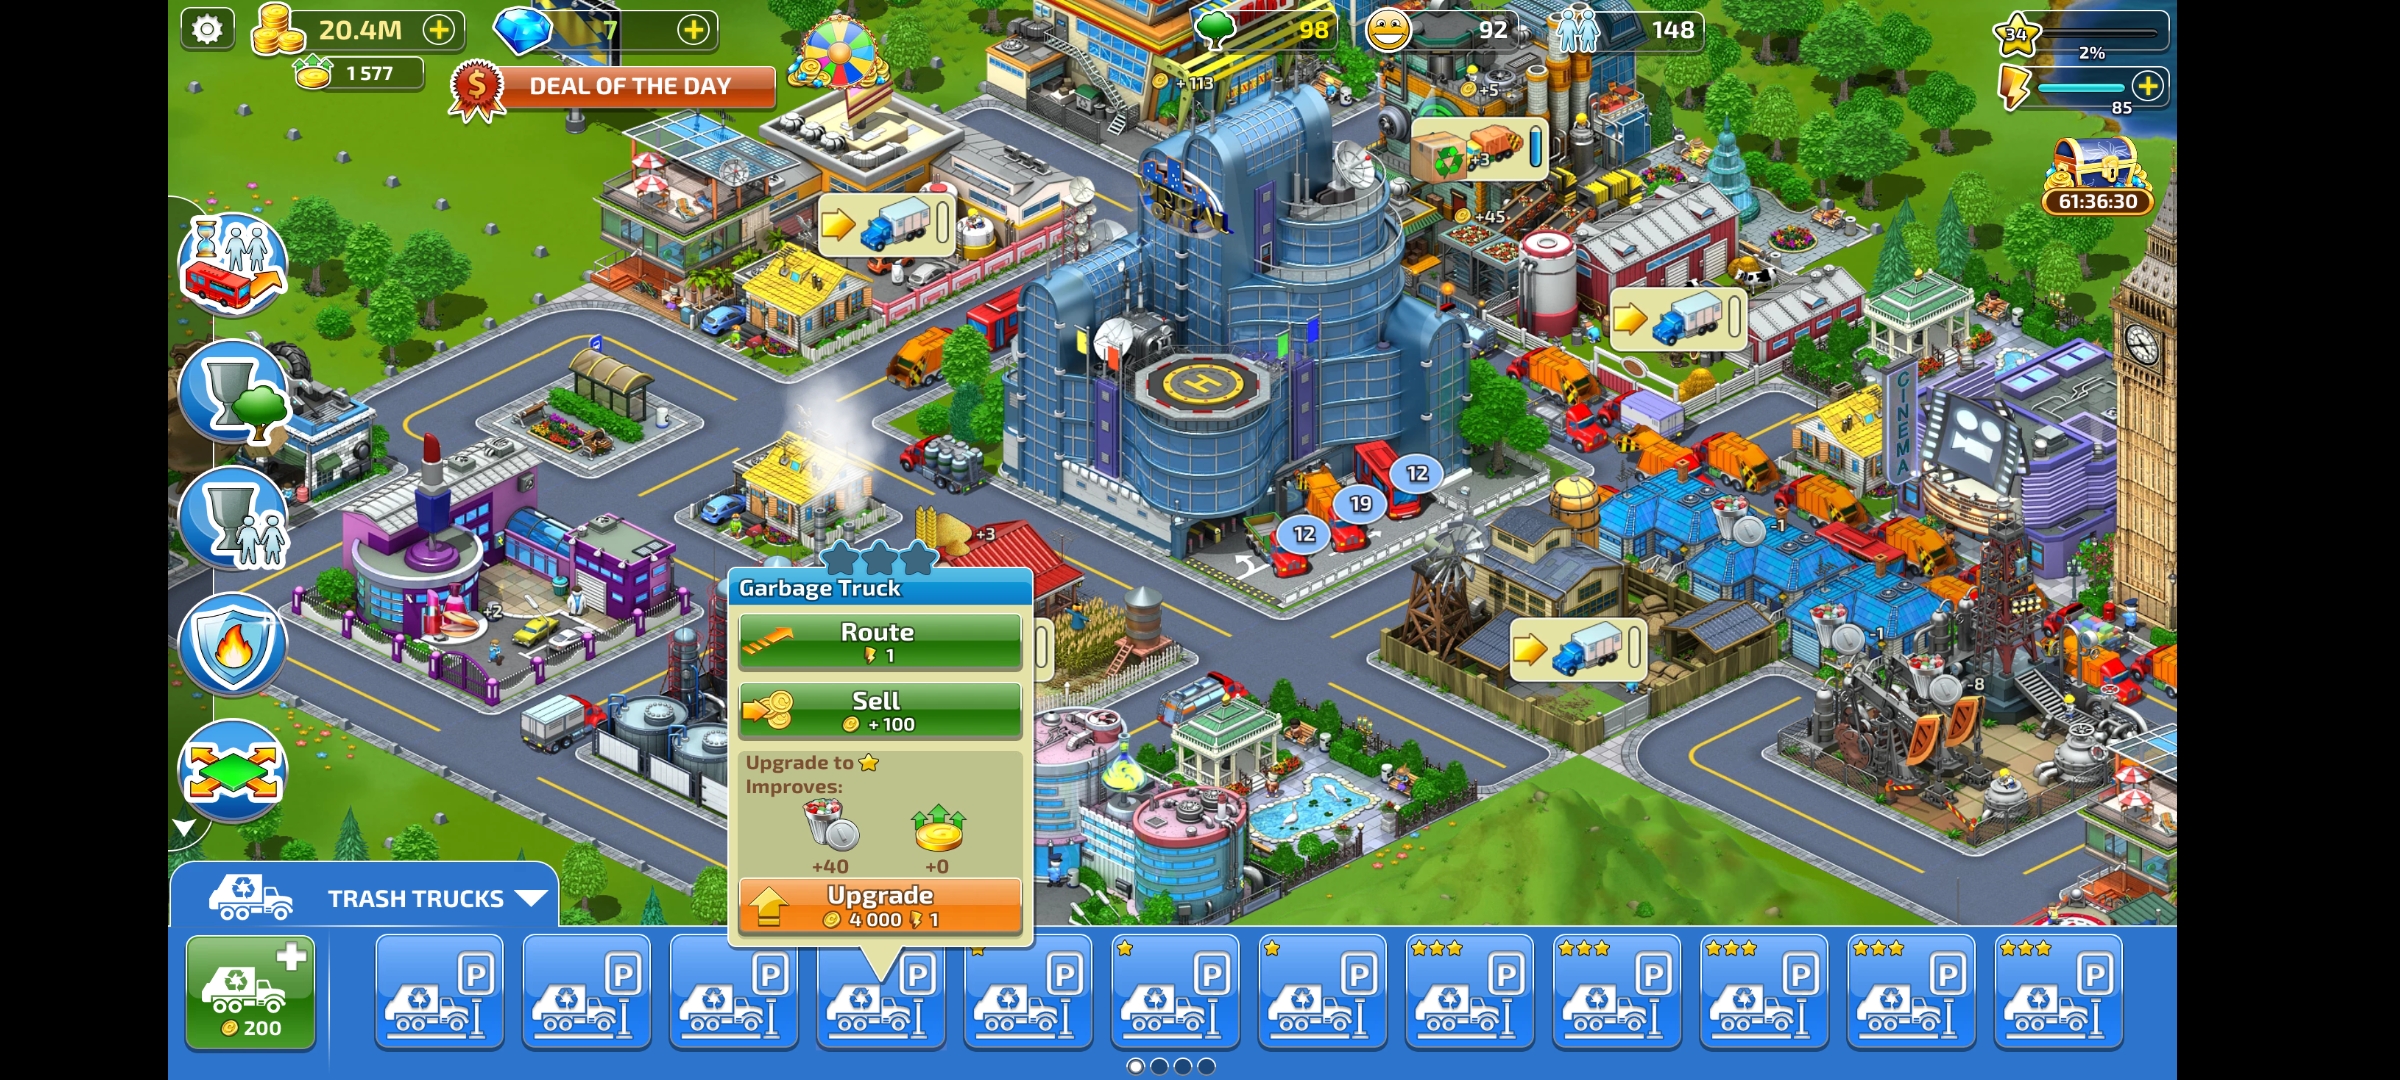 20.4M
7
98
92
148
34
2%
1 577
DEAL OF THE DAY
+113
+5
85
+3
61:36:30
+45
CINEMA
12
19
12
+3
-1
+2
-1
-8
Garbage Truck
Route
1
Sell
+ 100
Upgrade to
Improves:
+40
+0
Upgrade
4 000 1
TRASH TRUCKS
200
P
P
P
P
P
P
P
P
P
P
P
P
H